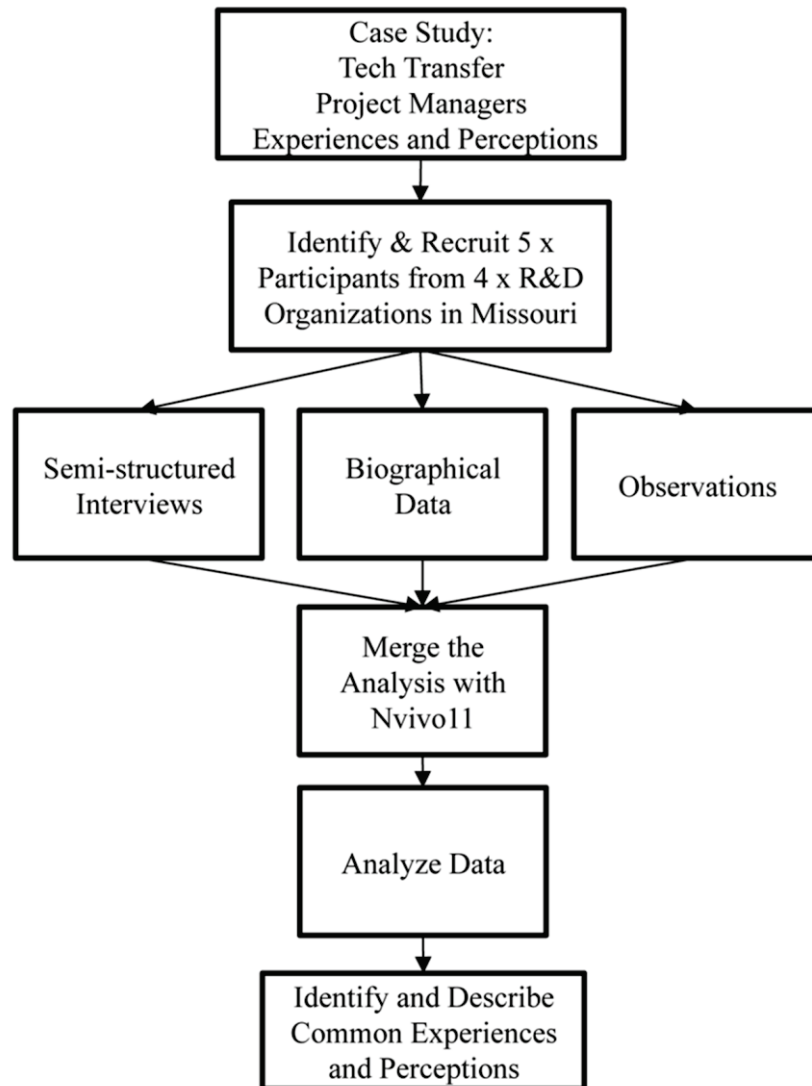 Case Study:
Tech Transfer
Project Managers
Experiences and Perceptions
Identify & Recruit 5 x
Participants from 4 x R&D
Organizations in Missouri
Semi-structured
Interviews
Biographical
Data
Observations
Merge the
Analysis with
Nvivo11
Analyze Data
Identify and Describe
Common Experiences
and Perceptions